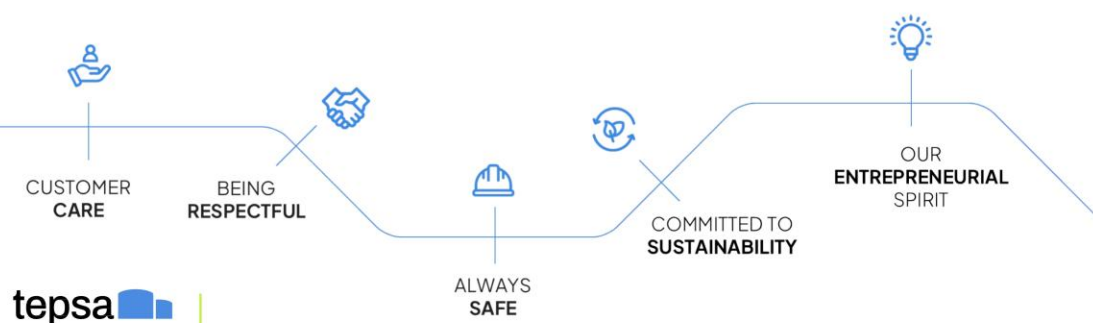 CUSTOMER
CARE
BEING
RESPECTFUL
ALWAYS
SAFE
COMMITTED TO
SUSTAINABILITY
OUR
ENTREPRENEURIAL
SPIRIT
tepsa